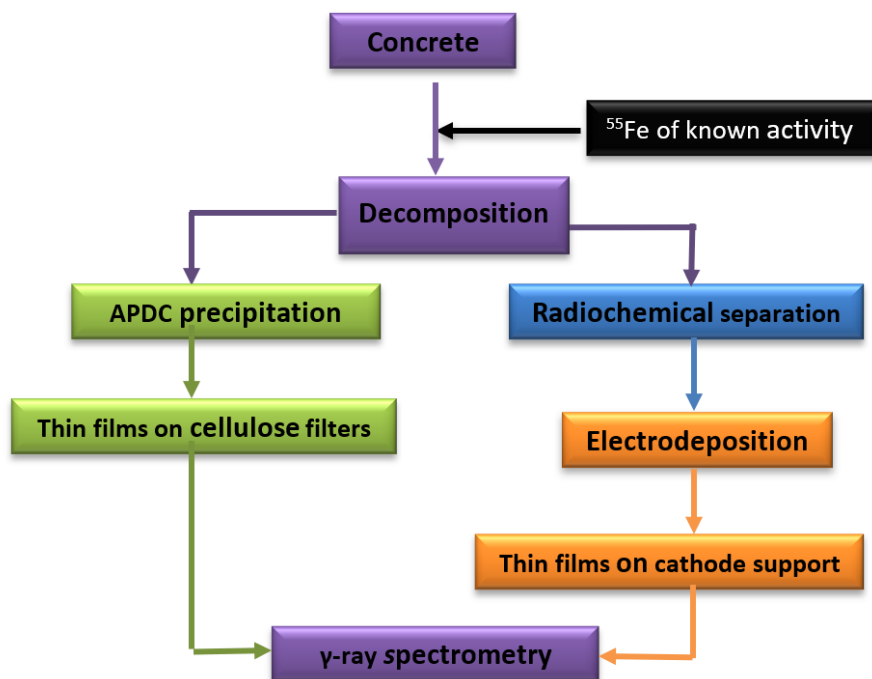 Concrete
⁵⁵Fe of known activity
Decomposition
APDC precipitation
Radiochemical separation
Thin films on cellulose filters
Electrodeposition
Thin films on cathode support
γ-ray spectrometry